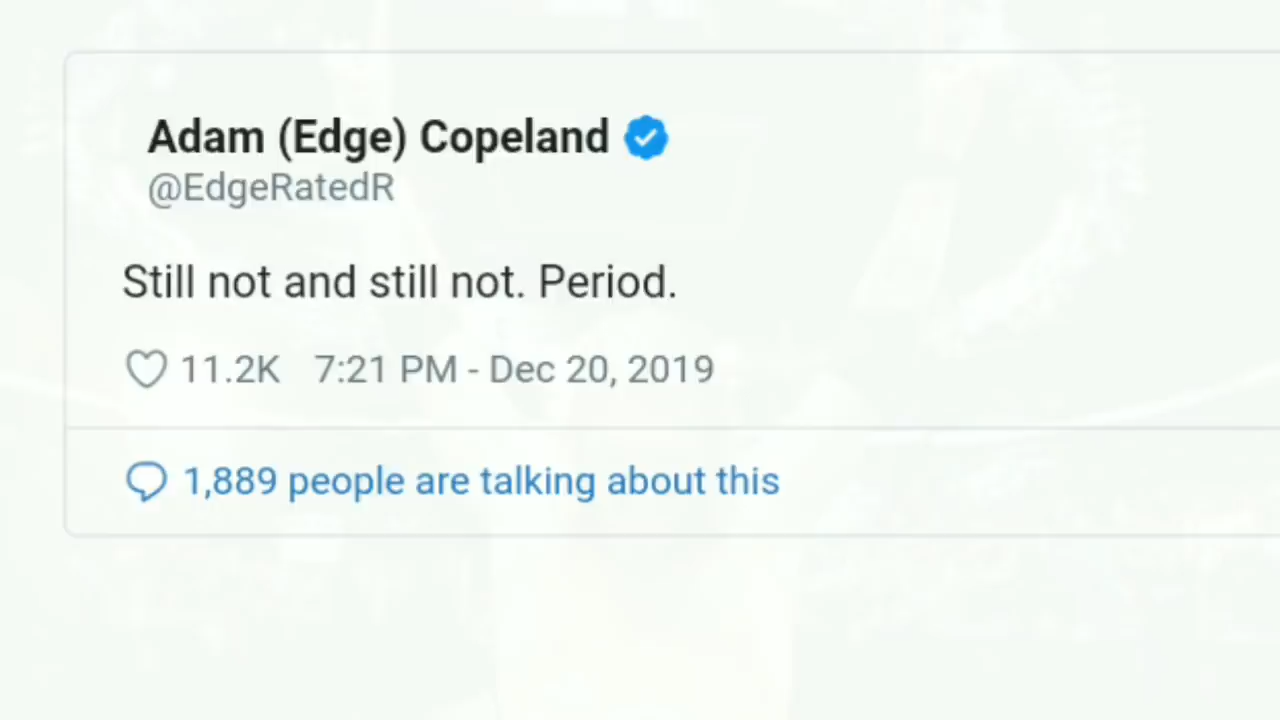 Adam (Edge) Copeland
@EdgeRatedR
Still not and still not. Period.
11.2K 7:21 PM - Dec 20, 2019
1,889 people are talking about this